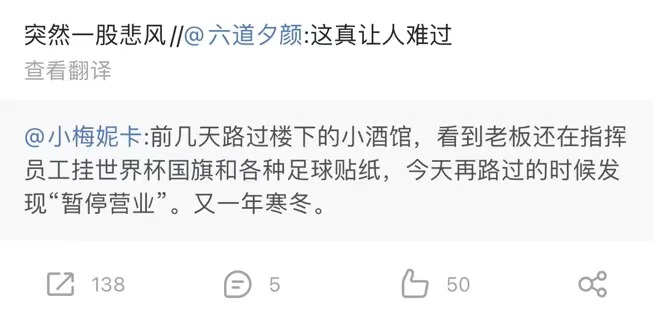 突然一股悲风//@六道夕颜:这真让人难过
查看翻译
@小梅妮卡:前几天路过楼下的小酒馆，看到老板还在指挥
员工挂世界杯国旗和各种足球贴纸，今天再路过的时候发
现“暂停营业”。又一年寒冬。
138
5
50